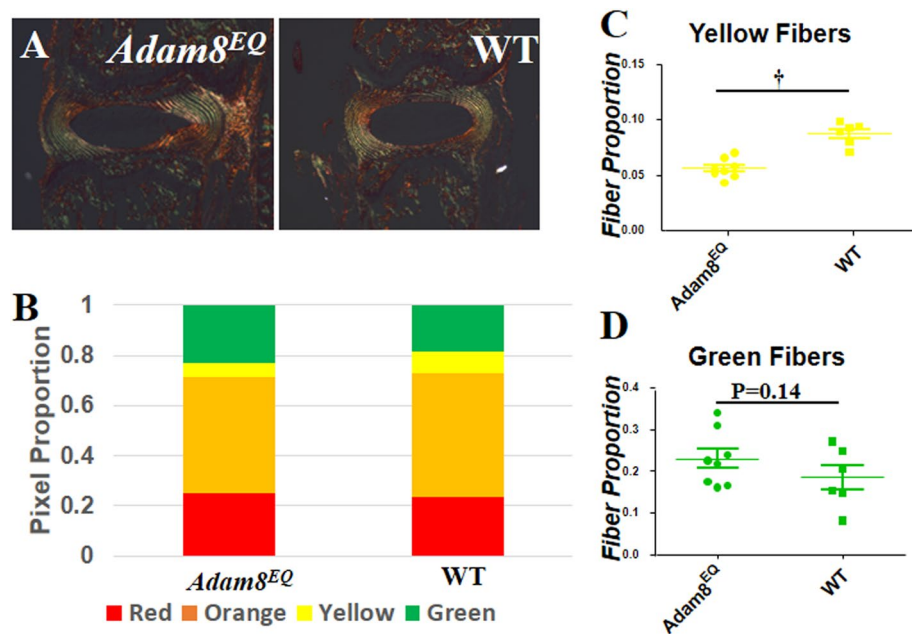 A
Adam8EQ
WT
B
Pixel Proportion
1
0.8
0.6
0.4
0.2
0
Adam8EQ
WT
Red Orange Yellow Green
C
Yellow Fibers
†
Fiber Proportion
0.15
0.10
0.05
0.00
Adam8EQ
WT
D
Green Fibers
P=0.14
Fiber Proportion
0.4
0.3
0.2
0.1
0.0
Adam8EQ
WT